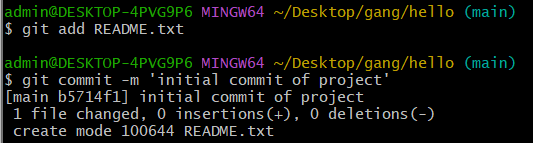 admin@DESKTOP-4PVG9P6 MINGW64 ~/Desktop/gang/hello (main)
$ git add README.txt
admin@DESKTOP-4PVG9P6 MINGW64 ~/Desktop/gang/hello (main)
$ git commit -m 'initial commit of project'
[main b5714f1] initial commit of project
 1 file changed, 0 insertions(+), 0 deletions(-)
 create mode 100644 README.txt